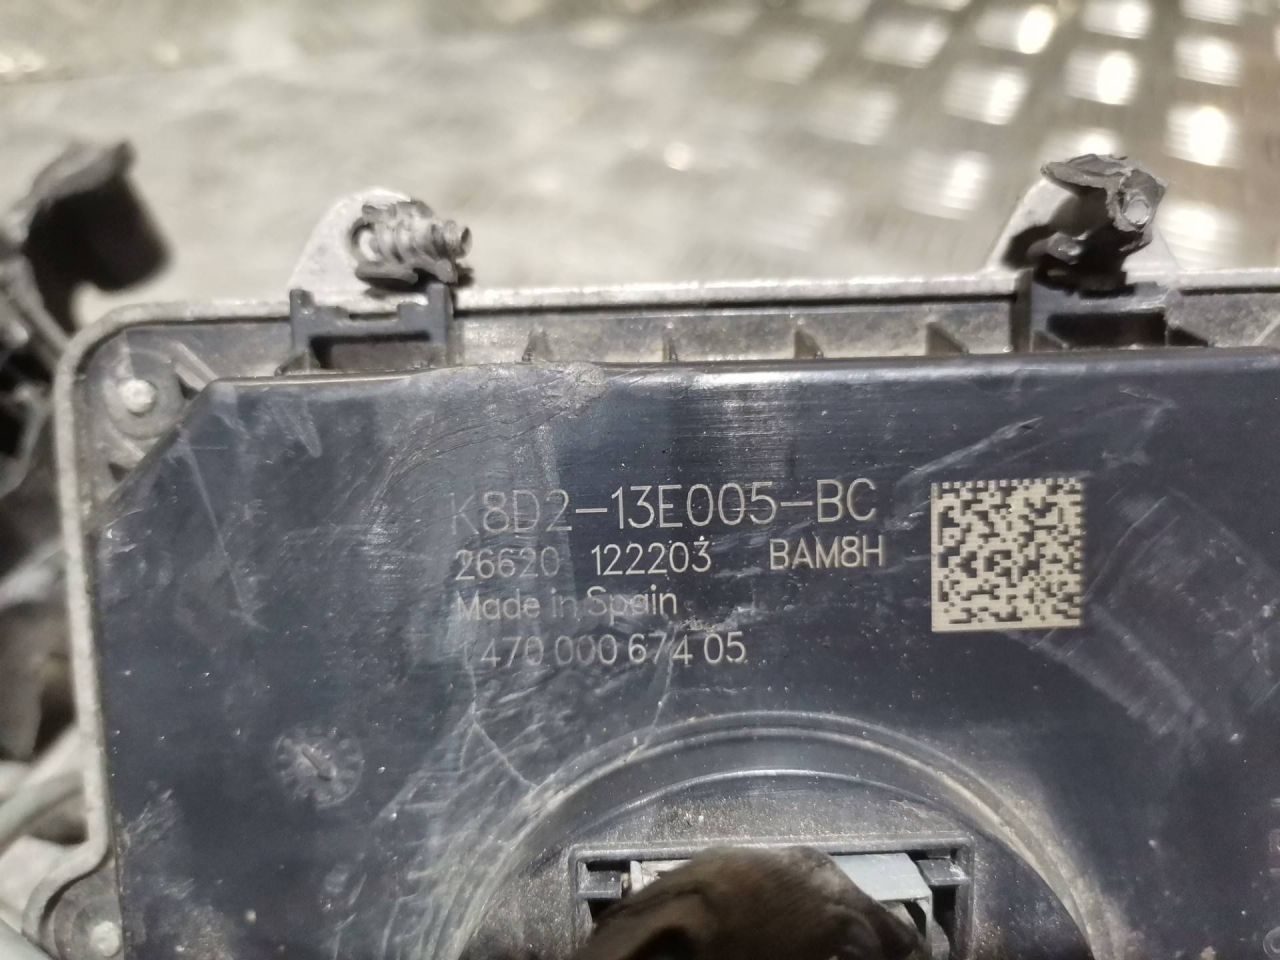 K8D2-13E005-BC
26620 122203 BAM8H
Made in Spain
1470 000 674 05